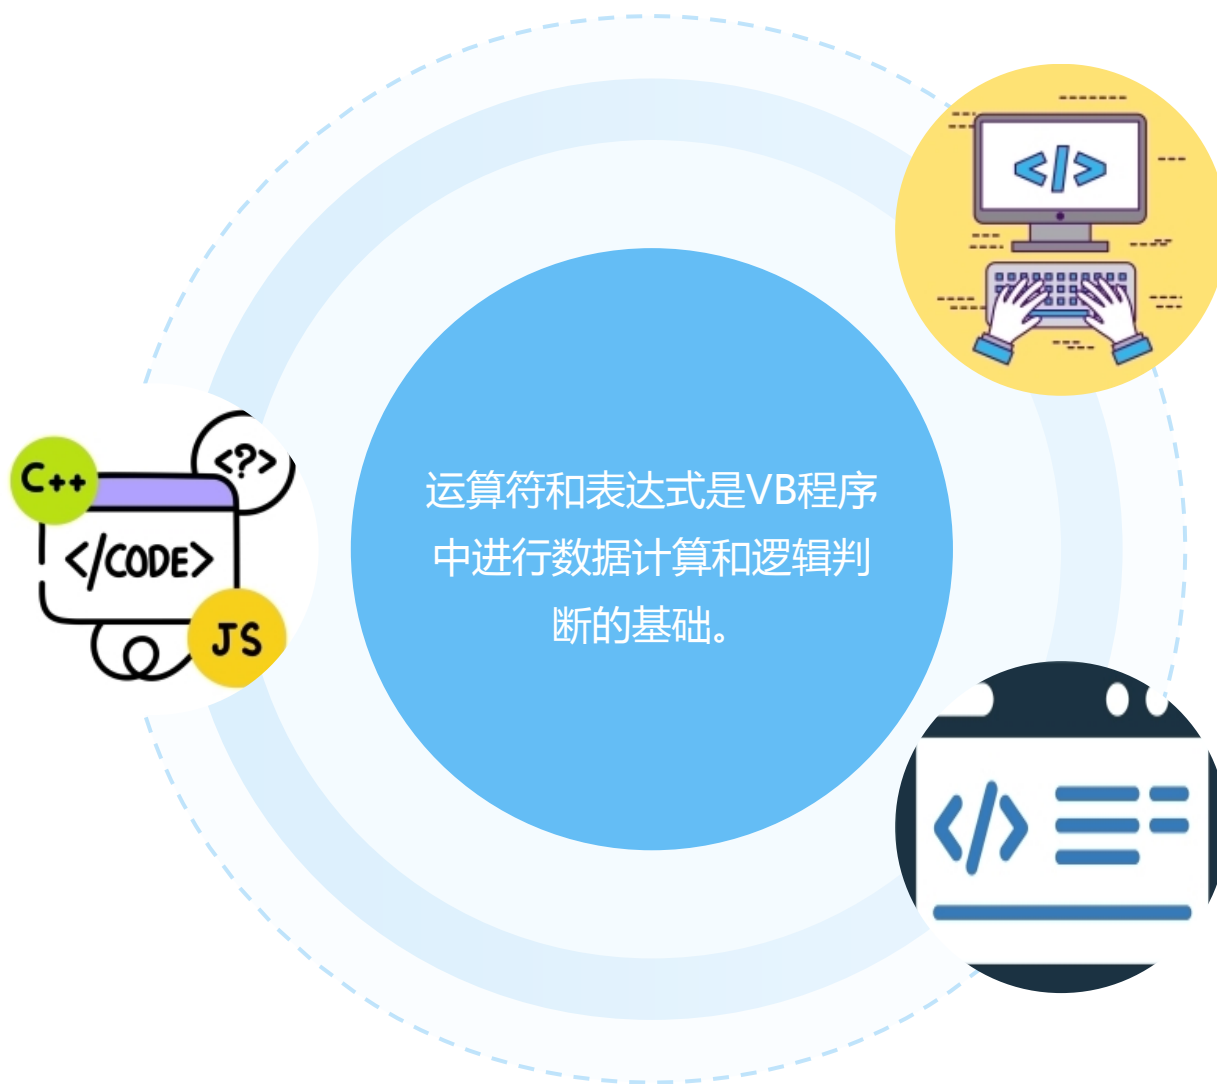 </>
<?>
C++
</CODE>
JS
运算符和表达式是VB程序
中进行数据计算和逻辑判
断的基础。
</>